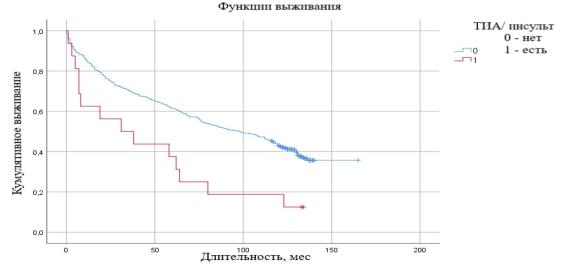 Функции выживания
ТИА/ инсульт
0 - нет
1 - есть
0
1
Кумулятивное выживание
1,0
0,8
0,6
0,4
0,2
0,0
0
50
100
150
200
Длительность, мес